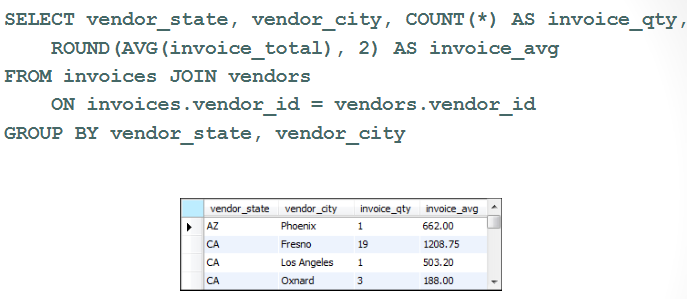 SELECT vendor_state, vendor_city, COUNT(*) AS invoice_qty,
ROUND(AVG(invoice_total), 2) AS invoice_avg
FROM invoices JOIN vendors
ON invoices.vendor_id = vendors.vendor_id
GROUP BY vendor_state, vendor_city
vendor_state vendor_city invoice_qty invoice_avg
AZ Phoenix 1 662.00
CA Fresno 19 1208.75
CA Los Angeles 1 503.20
CA Oxnard 3 188.00